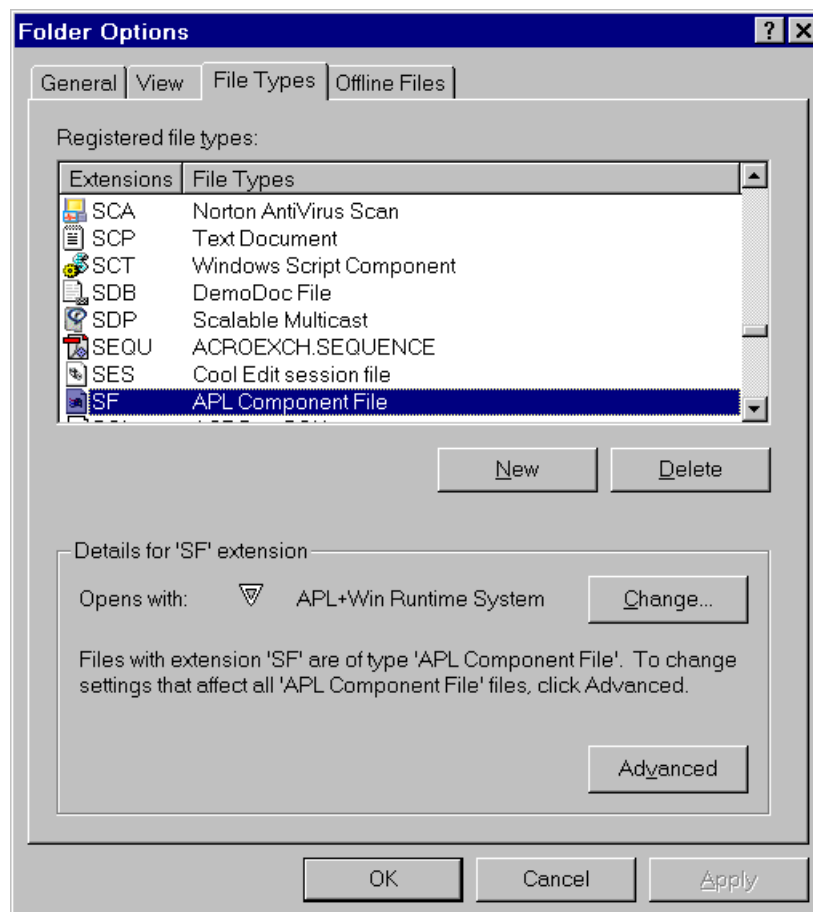 Folder Options
General View File Types Offline Files
Registered file types:
Extensions File Types
SCA Norton AntiVirus Scan
SCP Text Document
SCT Windows Script Component
SDB DemoDoc File
SDP Scalable Multicast
SEQU ACROEXCH.SEQUENCE
SES Cool Edit session file
SF APL Component File
New Delete
Details for 'SF' extension
Opens with: APL+Win Runtime System Change...
Files with extension 'SF' are of type 'APL Component File'. To change
settings that affect all 'APL Component File' files, click Advanced.
Advanced
OK Cancel Apply